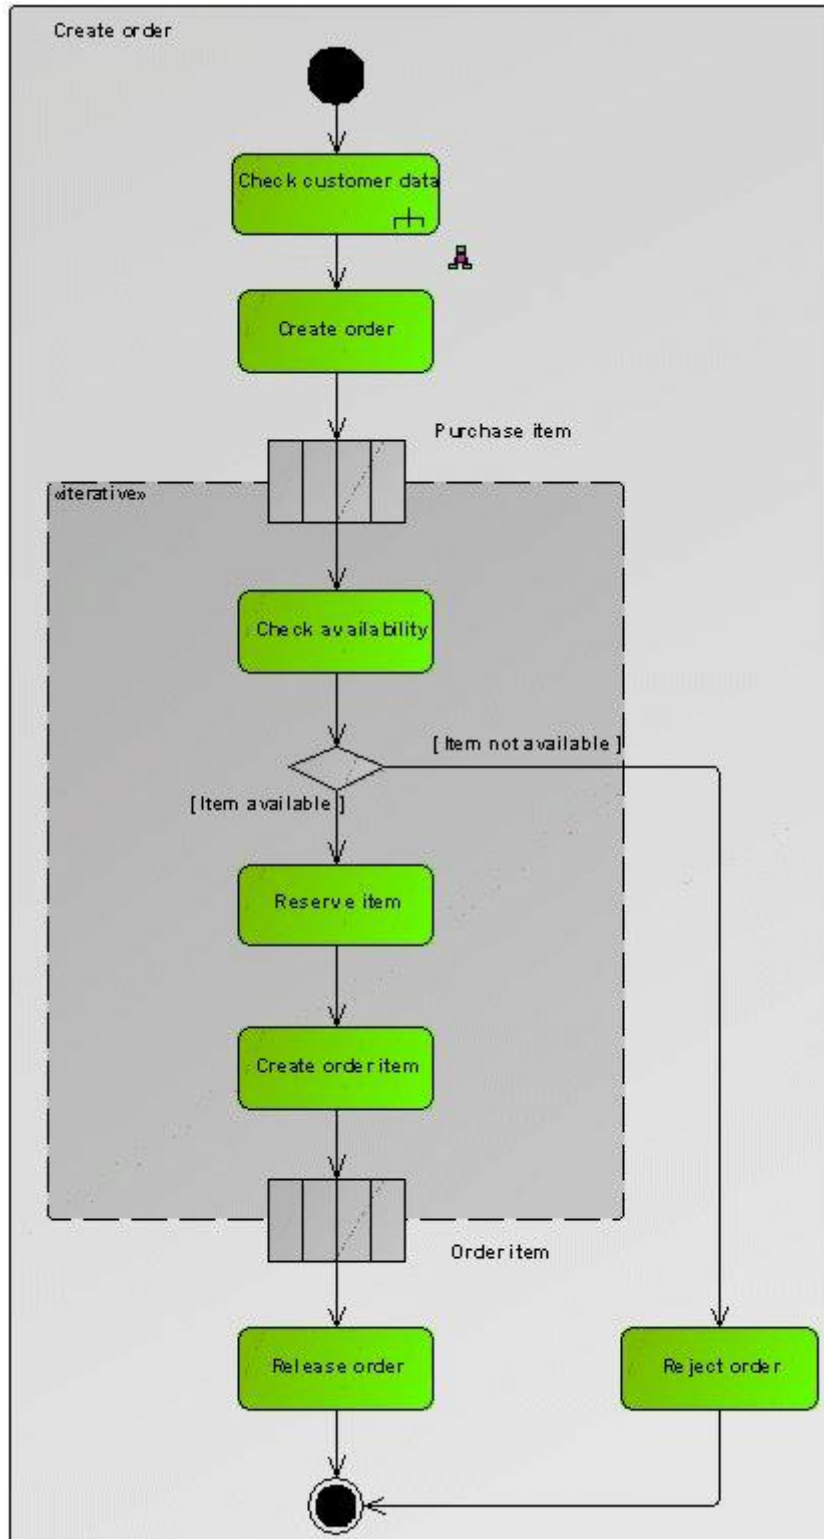 Create order
Check customer data
Create order
Purchase item
«iterative»
Check availability
[ Item not available ]
[ Item available ]
Reserve item
Create order item
Order item
Release order
Reject order